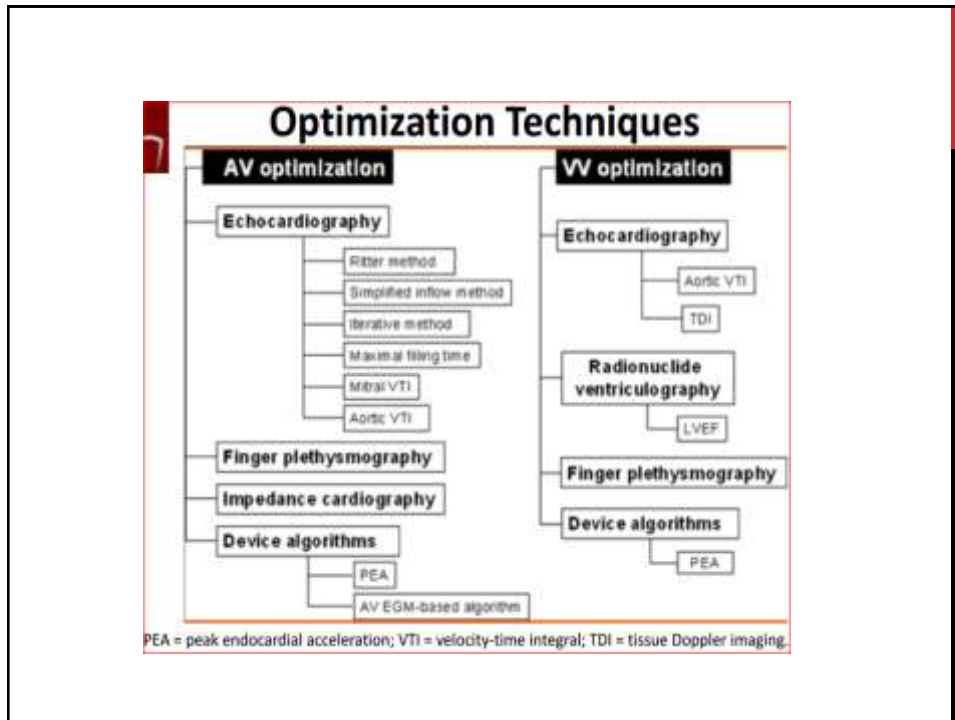 Optimization Techniques
AV optimization
Echocardiography
Ritter method
Simplified inflow method
Iterative method
Maximal filling time
Mitral VTI
Aortic VTI
Finger plethysmography
Impedance cardiography
Device algorithms
PEA
AV EGM-based algorithm
VV optimization
Echocardiography
Aortic VTI
TDI
Radionuclide
ventriculography
LVEF
Finger plethysmography
Device algorithms
PEA
PEA = peak endocardial acceleration; VTI = velocity-time integral; TDI = tissue Doppler imaging.